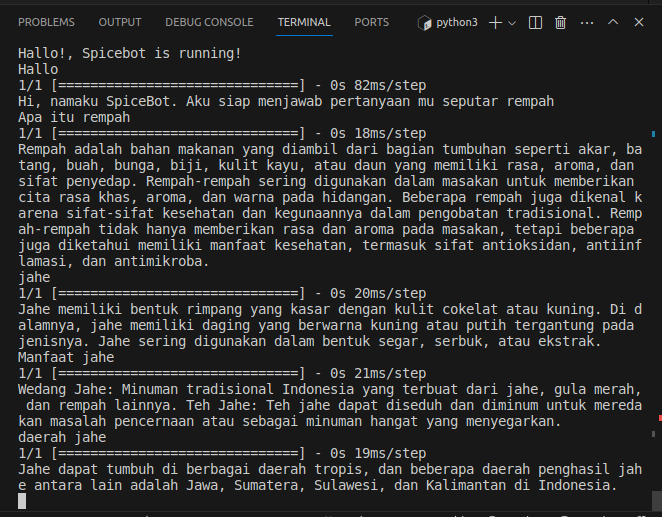 PROBLEMS OUTPUT DEBUG CONSOLE TERMINAL PORTS python3
Hallo!, Spicebot is running!
Hallo
1/1 [==============================] - 0s 82ms/step
Hi, namaku SpiceBot. Aku siap menjawab pertanyaan mu seputar rempah
Apa itu rempah
1/1 [==============================] - 0s 18ms/step
Rempah adalah bahan makanan yang diambil dari bagian tumbuhan seperti akar, ba
tang, buah, bunga, biji, kulit kayu, atau daun yang memiliki rasa, aroma, dan
sifat penyedap. Rempah-rempah sering digunakan dalam masakan untuk memberikan
cita rasa khas, aroma, dan warna pada hidangan. Beberapa rempah juga dikenal k
arena sifat-sifat kesehatan dan kegunaannya dalam pengobatan tradisional. Remp
ah-rempah tidak hanya memberikan rasa dan aroma pada masakan, tetapi beberapa
juga diketahui memiliki manfaat kesehatan, termasuk sifat antioksidan, antiinf
lamasi, dan antimikroba.
jahe
1/1 [==============================] - 0s 20ms/step
Jahe memiliki bentuk rimpang yang kasar dengan kulit cokelat atau kuning. Di d
alamnya, jahe memiliki daging yang berwarna kuning atau putih tergantung pada
jenisnya. Jahe sering digunakan dalam bentuk segar, serbuk, atau ekstrak.
Manfaat jahe
1/1 [==============================] - 0s 21ms/step
Wedang Jahe: Minuman tradisional Indonesia yang terbuat dari jahe, gula merah,
 dan rempah lainnya. Teh Jahe: Teh jahe dapat diseduh dan diminum untuk mereda
kan masalah pencernaan atau sebagai minuman hangat yang menyegarkan.
daerah jahe
1/1 [==============================] - 0s 19ms/step
Jahe dapat tumbuh di berbagai daerah tropis, dan beberapa daerah penghasil jah
e antara lain adalah Jawa, Sumatera, Sulawesi, dan Kalimantan di Indonesia.